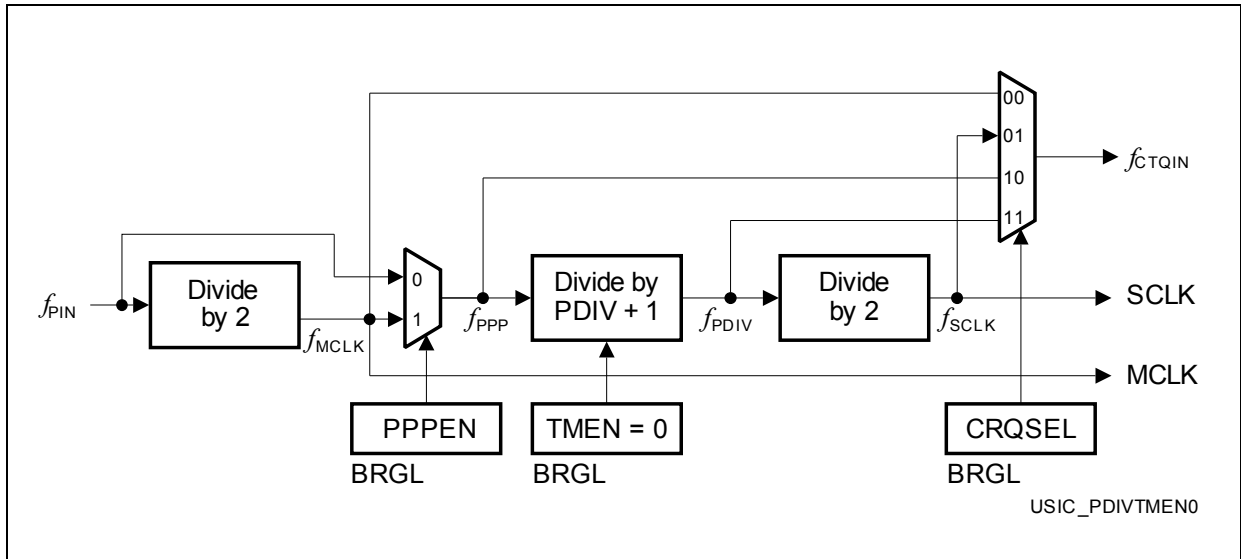 00
01
10
11
fCTQIN
fPIN
Divide
by 2
fMCLK
0
1
fPPP
Divide by
PDIV + 1
fPDIV
Divide
by 2
fSCLK
SCLK
MCLK
PPPEN
BRGL
TMEN = 0
BRGL
CRQSEL
BRGL
USIC_PDIVTMEN0